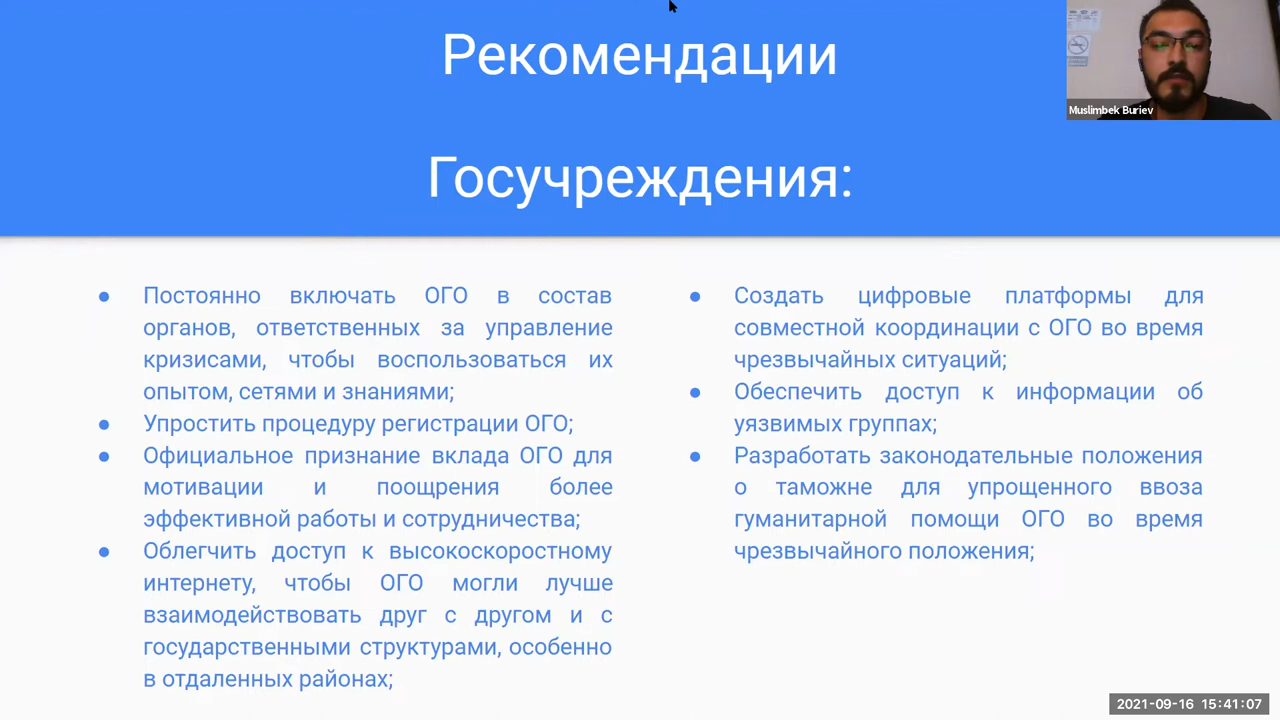 Рекомендации
Госучреждения:
Muslimbek Buriev
● Постоянно включать ОГО в состав
органов, ответственных за управление
кризисами, чтобы воспользоваться их
опытом, сетями и знаниями;
● Упростить процедуру регистрации ОГО;
● Официальное признание вклада ОГО для
мотивации и поощрения более
эффективной работы и сотрудничества;
● Облегчить доступ к высокоскоростному
интернету, чтобы ОГО могли лучше
взаимодействовать друг с другом и с
государственными структурами, особенно
в отдаленных районах;
● Создать цифровые платформы для
совместной координации с ОГО во время
чрезвычайных ситуаций;
● Обеспечить доступ к информации об
уязвимых группах;
● Разработать законодательные положения
о таможне для упрощенного ввоза
гуманитарной помощи ОГО во время
чрезвычайного положения;
2021-09-16 15:41:07